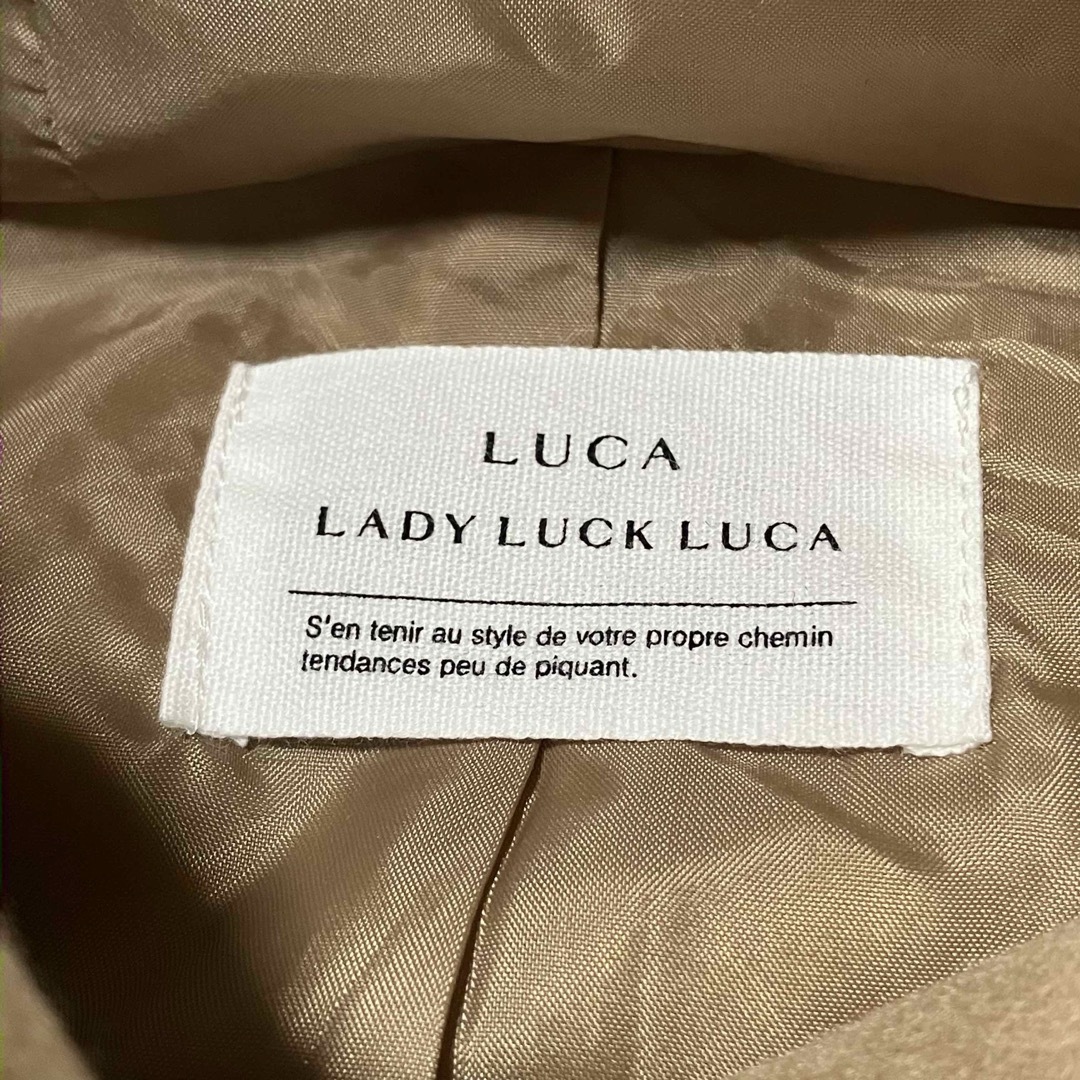 LUCA
LADY LUCK LUCA
S'en tenir au style de votre propre chemin
tendances peu de piquant.